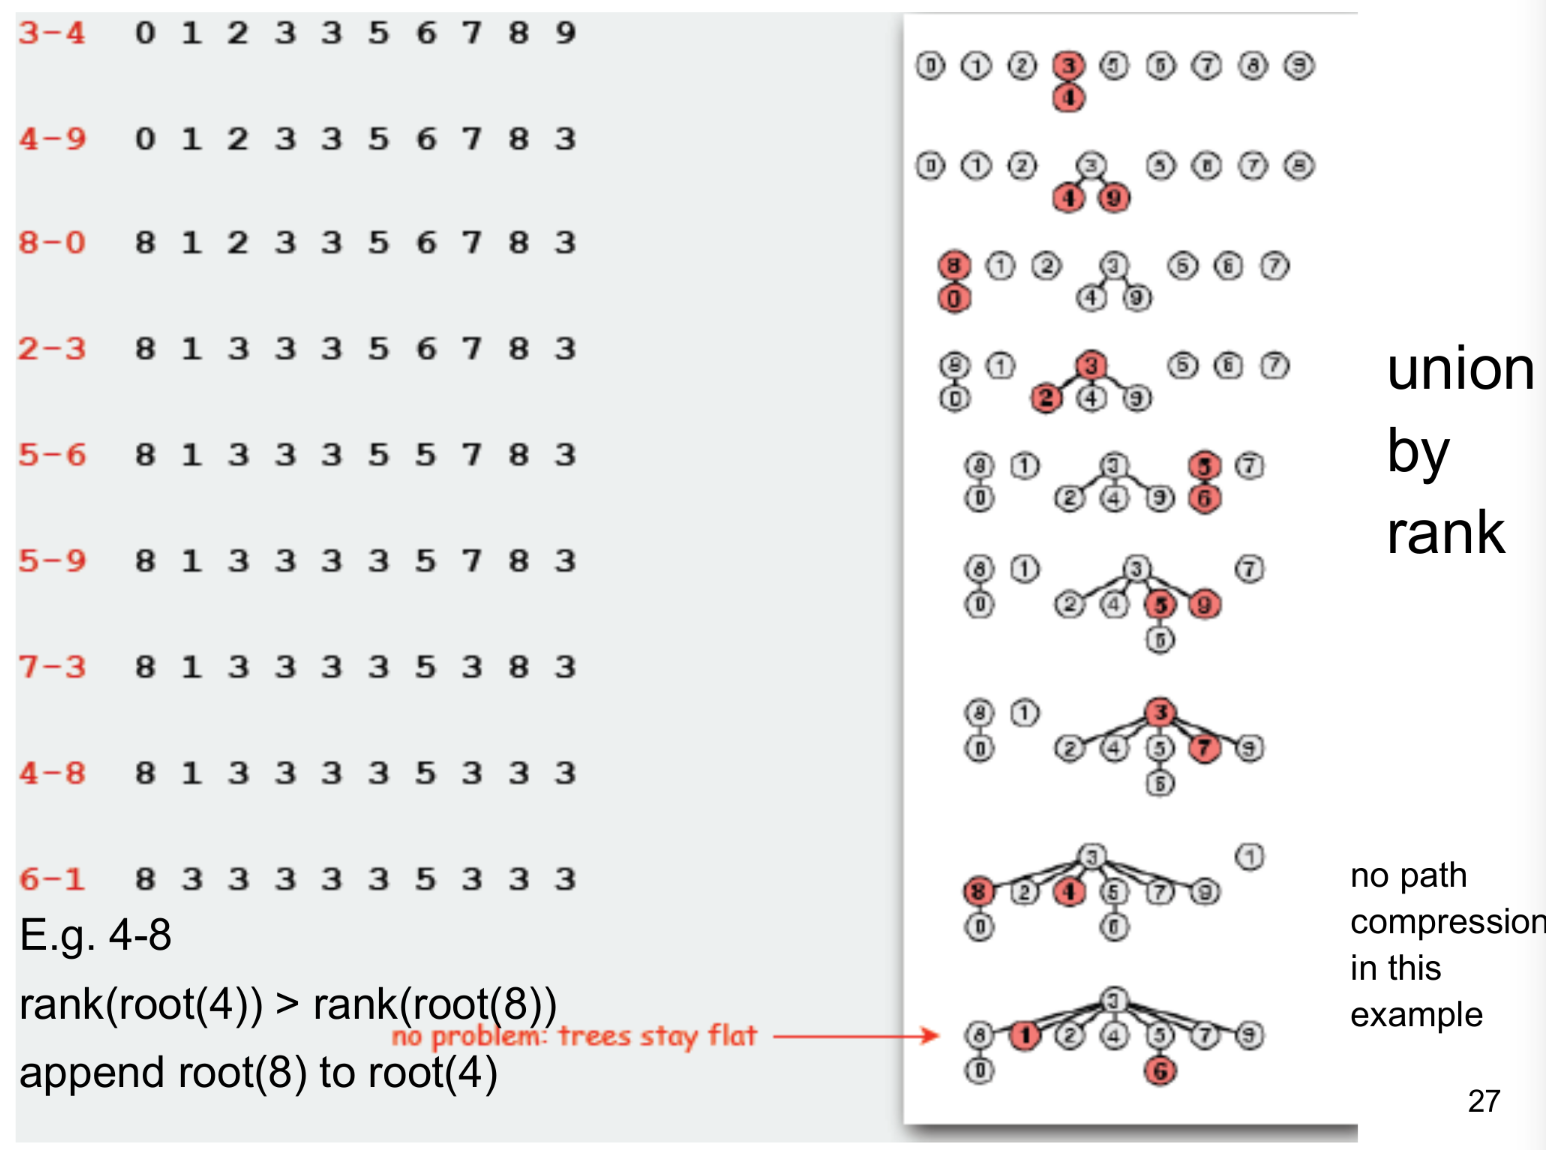 3-4 0 1 2 3 3 5 6 7 8 9
4-9 0 1 2 3 3 5 6 7 8 3
8-0 8 1 2 3 3 5 6 7 8 3
2-3 8 1 3 3 3 5 6 7 8 3
5-6 8 1 3 3 3 5 5 7 8 3
5-9 8 1 3 3 3 3 5 7 8 3
7-3 8 1 3 3 3 3 5 3 8 3
4-8 8 1 3 3 3 3 5 3 3 3
6-1 8 3 3 3 3 3 5 3 3 3
E.g. 4-8
rank(root(4)) > rank(root(8))
no problem: trees stay flat
append root(8) to root(4)
0 1 2 3 5 6 7 8 9
4
0 1 2 3 5 6 7 8
4 9
8 1 2 3 5 6 7
0 4 9
8 1 3 5 6 7
0 2 4 9
8 1 3 5 7
0 2 4 9 6
8 1 3 7
0 2 4 5 9
6
8 1 3
0 2 4 5 7 9
6
3 1
8 2 4 5 7 9
0 6
3
8 1 2 4 5 7 9
0 6
union
by
rank
no path
compression
in this
example
27